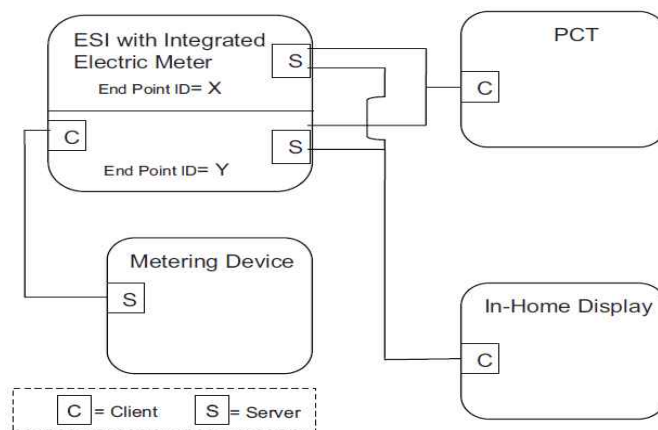 ESI with Integrated
Electric Meter
S
End Point ID= X
C
S
End Point ID= Y
PCT
C
Metering Device
S
In-Home Display
C
C = Client S = Server